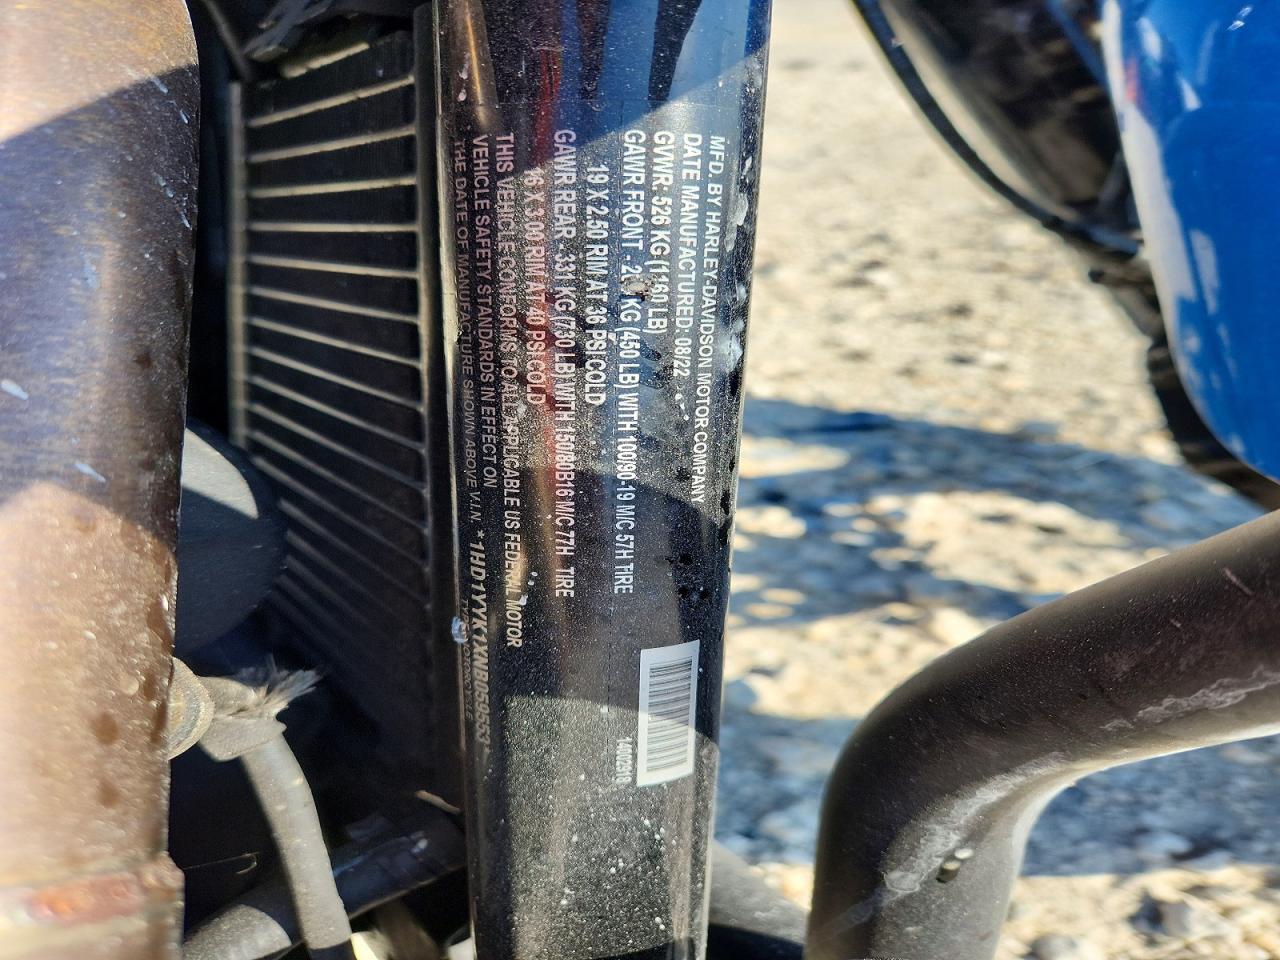 MFD. BY HARLEY-DAVIDSON MOTOR COMPANY
DATE MANUFACTURED: 08/22
GVWR: 526 KG (1160 LB)
GAWR FRONT - KG (450 LB) WITH 100/90-19 M/C 57H TIRE
19 X 2.50 RIM AT 36 PSI COLD
GAWR REAR - 331 KG (730 LB) WITH 150/80B16 M/C 77H TIRE
16 X 3.00 RIM AT 40 PSI COLD
THIS VEHICLE CONFORMS TO ALL APPLICABLE US FEDERAL MOTOR
VEHICLE SAFETY STANDARDS IN EFFECT ON
THE DATE OF MANUFACTURE SHOWN ABOVE V.I.N. *1HD1YYK1XNB059553*